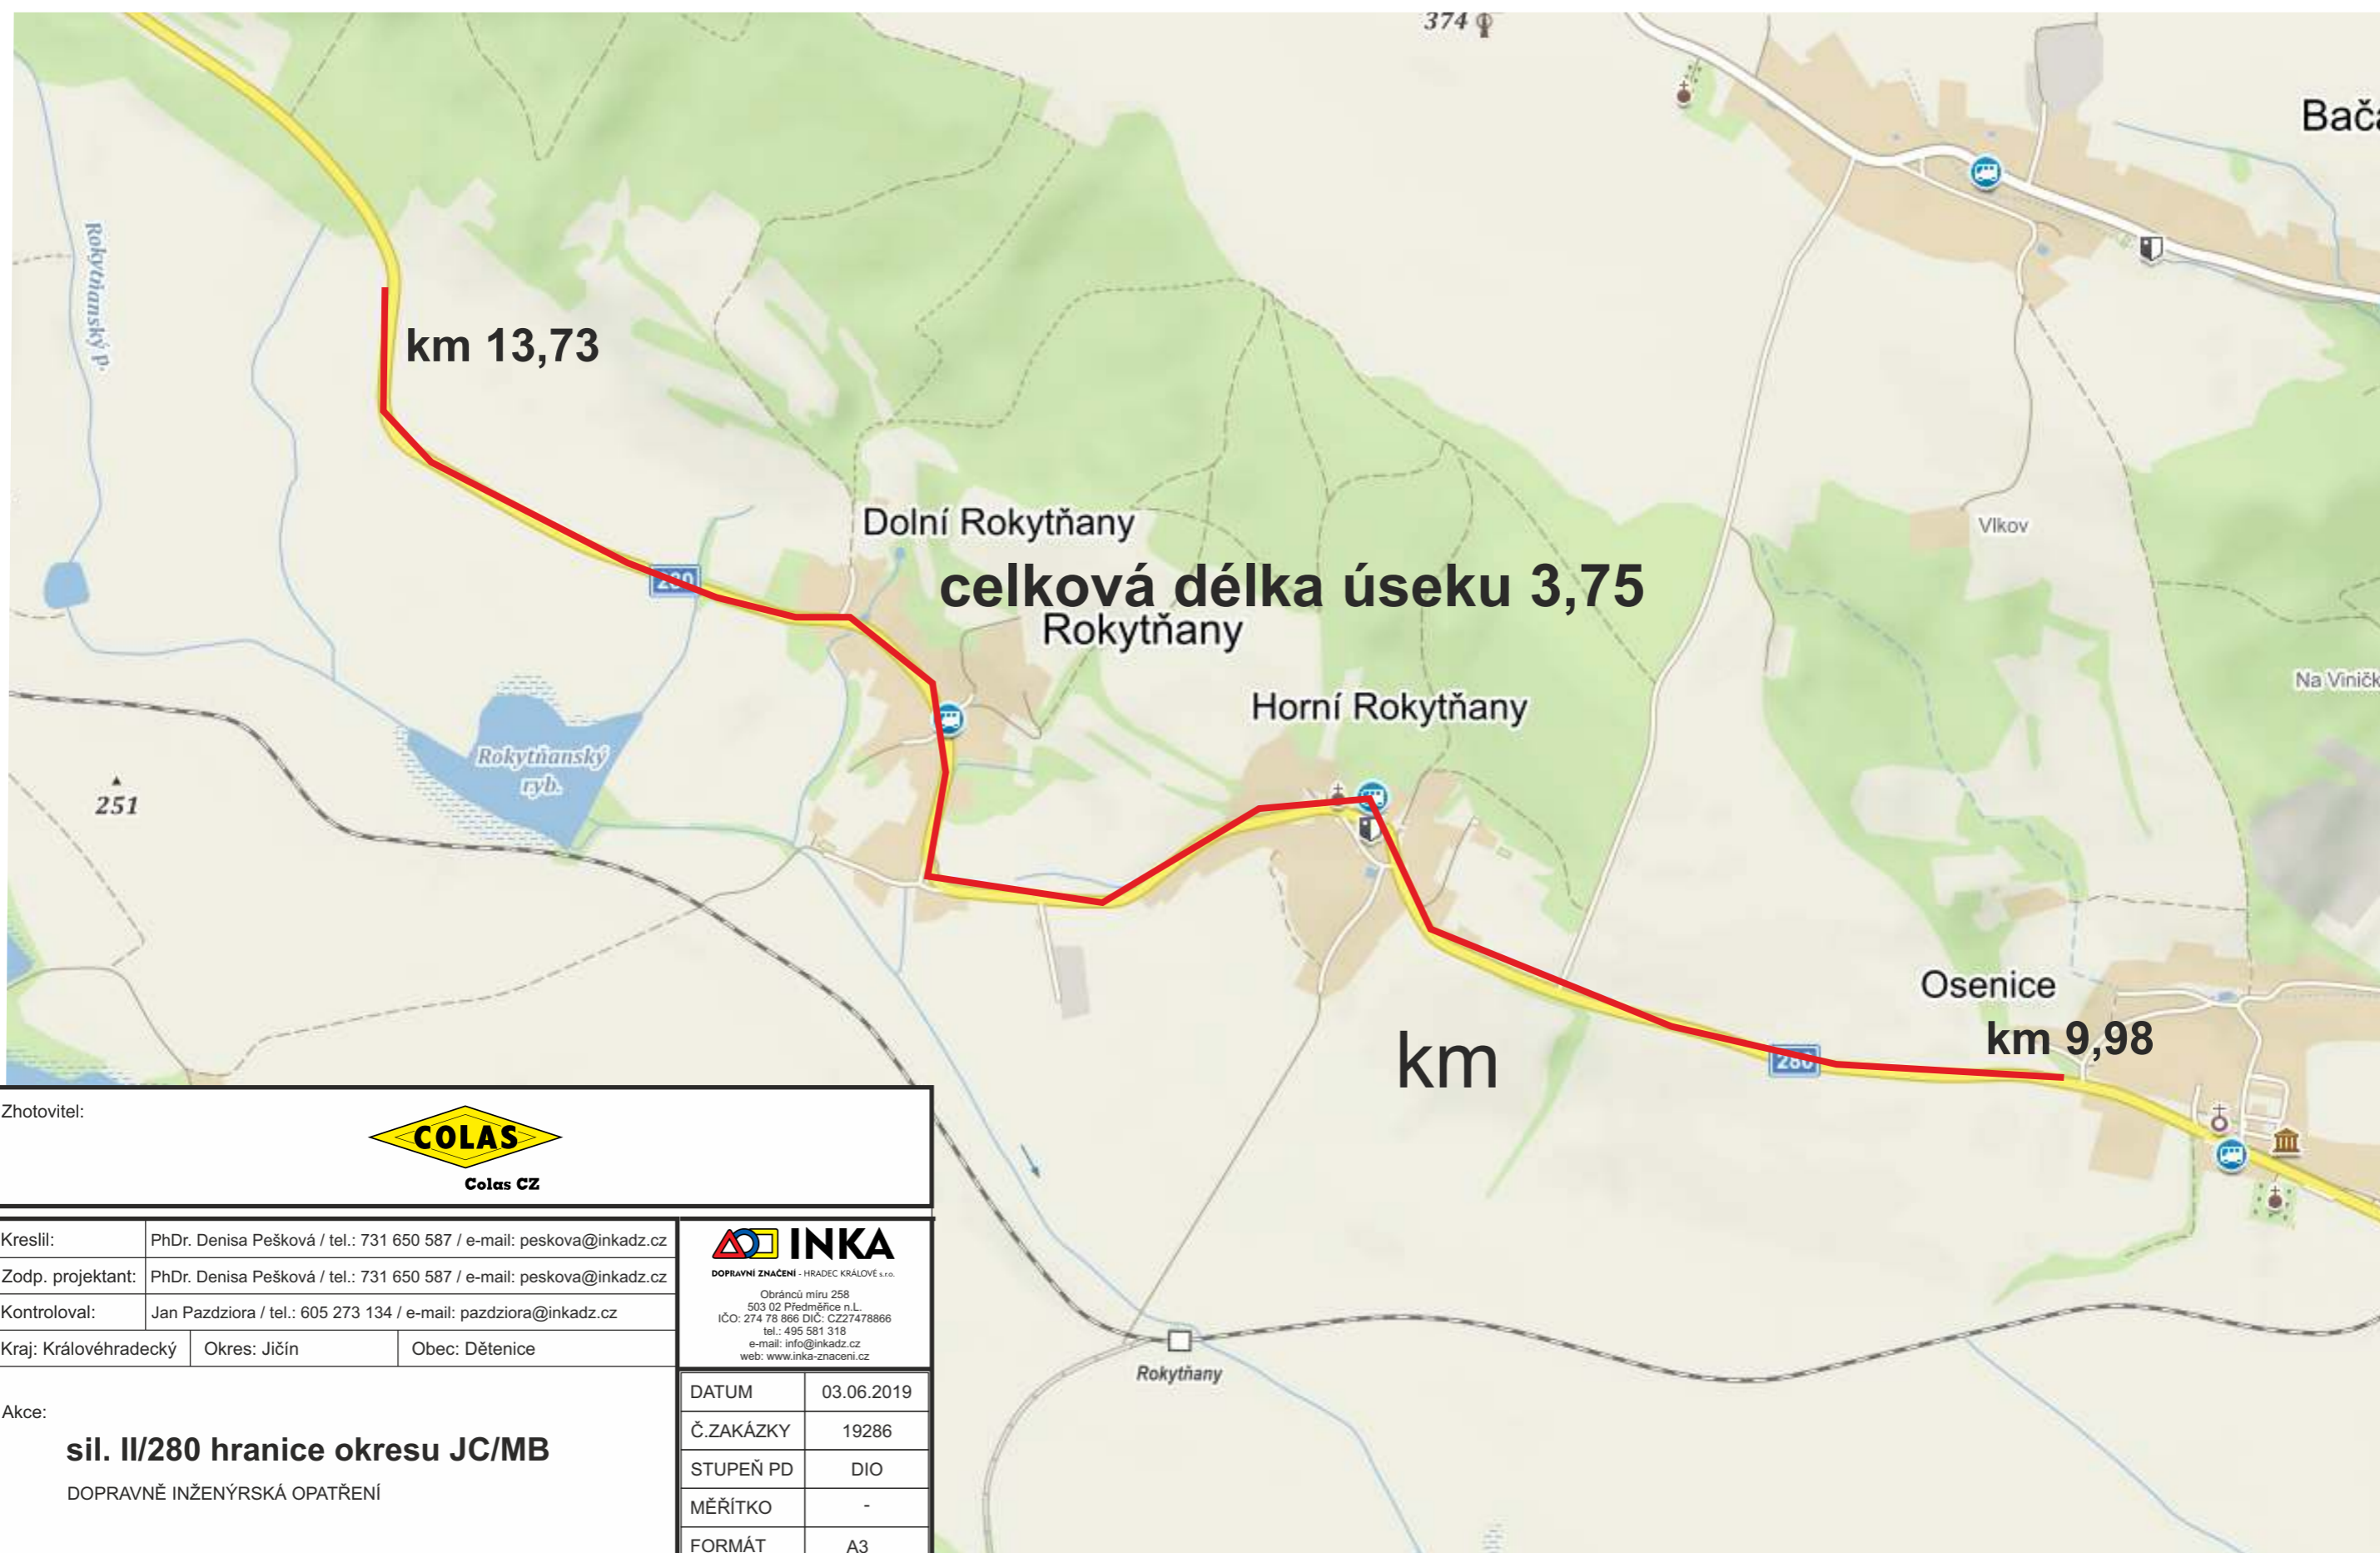 374
Bača
Rokytňanský p.
km 13,73
Dolní Rokytňany
Vlkov
280
celková délka úseku 3,75
Rokytňany
Na Viničk
Horní Rokytňany
Rokytňanský
ryb.
251
Osenice
km 9,98
km
280
Zhotovitel:
COLAS
Colas CZ
Kreslil: PhDr. Denisa Pešková / tel.: 731 650 587 / e-mail: peskova@inkadz.cz
Zodp. projektant: PhDr. Denisa Pešková / tel.: 731 650 587 / e-mail: peskova@inkadz.cz
Kontroloval: Jan Pazdziora / tel.: 605 273 134 / e-mail: pazdziora@inkadz.cz
Kraj: Královéhradecký Okres: Jičín Obec: Dětenice
INKA
DOPRAVNÍ ZNAČENÍ - HRADEC KRÁLOVÉ s.r.o.
Obránců míru 258
503 02 Předměřice n.L.
IČO: 274 78 866 DIČ: CZ27478866
tel.: 495 581 318
e-mail: info@inkadz.cz
web: www.inka-znaceni.cz
Rokytňany
Akce:
sil. II/280 hranice okresu JC/MB
DOPRAVNĚ INŽENÝRSKÁ OPATŘENÍ
DATUM 03.06.2019
Č.ZAKÁZKY 19286
STUPEŇ PD DIO
MĚŘÍTKO -
FORMÁT A3